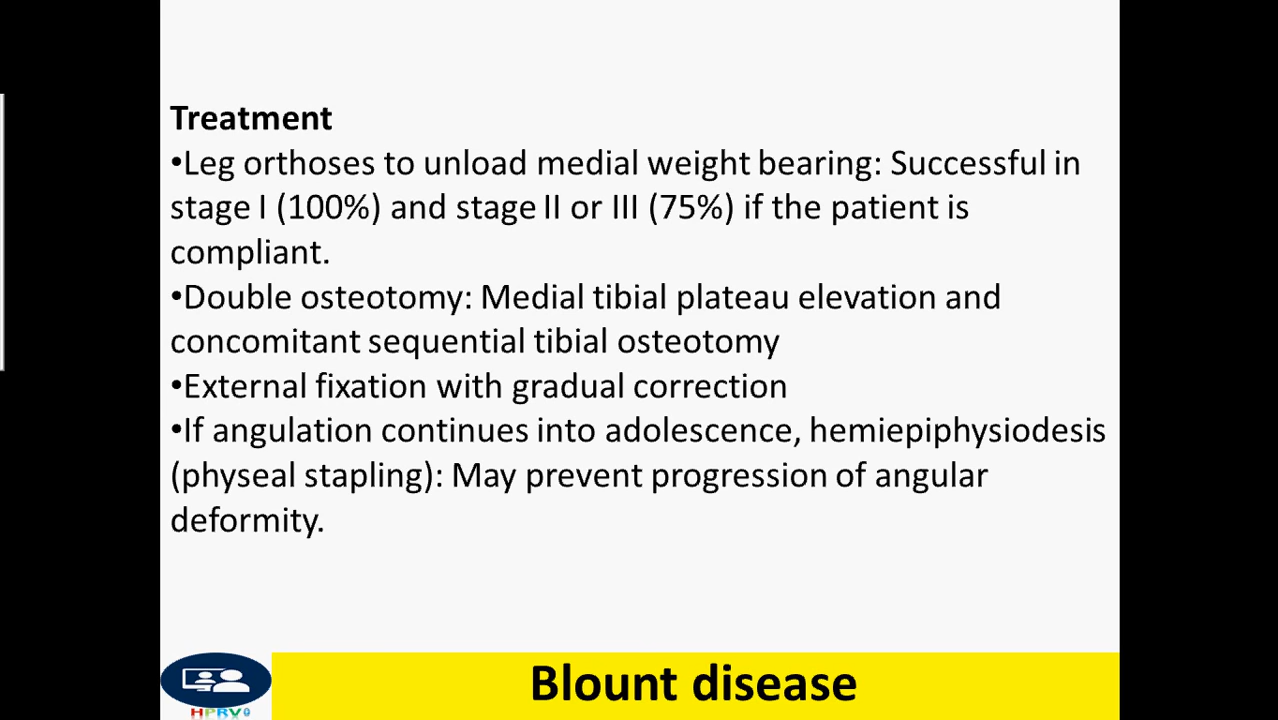 Treatment
•Leg orthoses to unload medial weight bearing: Successful in
stage I (100%) and stage II or III (75%) if the patient is
compliant.
•Double osteotomy: Medial tibial plateau elevation and
concomitant sequential tibial osteotomy
•External fixation with gradual correction
•If angulation continues into adolescence, hemiepiphysiodesis
(physeal stapling): May prevent progression of angular
deformity.
HPRV
Blount disease